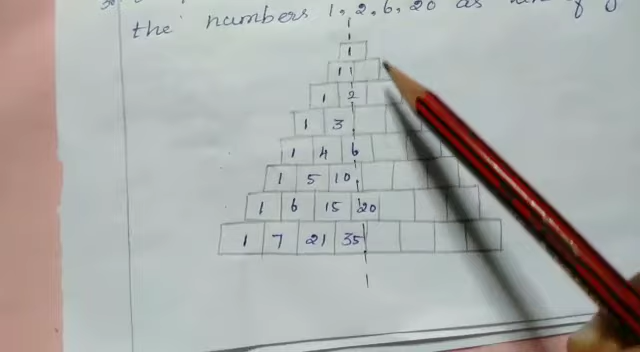 the numbers 1, 2, 6, 20 as
1
1
1 2
1 3
1 4 6
1 5 10
1 6 15 20
1 7 21 35